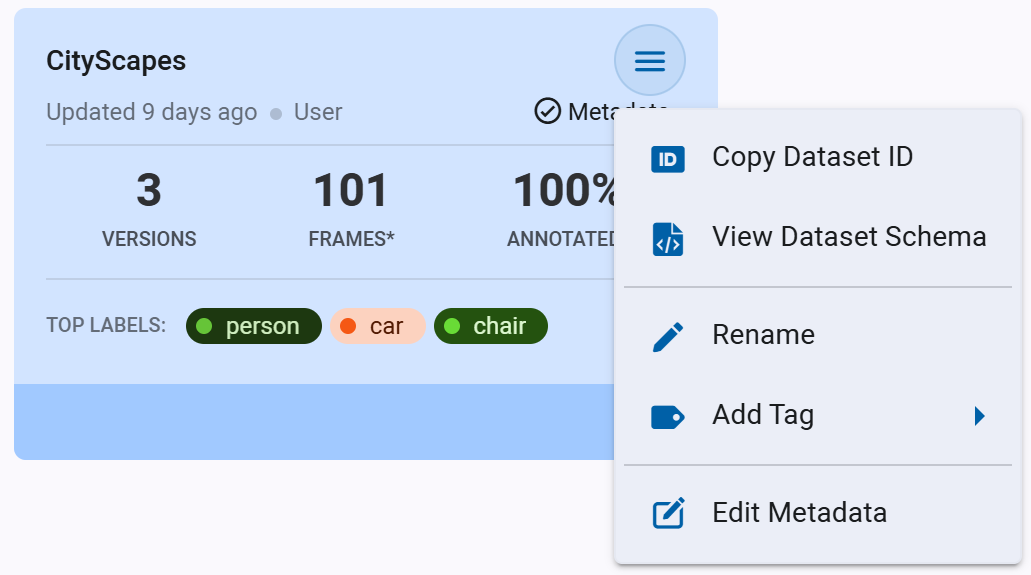 CityScapes
Updated 9 days ago User
3
VERSIONS
101
FRAMES*
100%
ANNOTATED
TOP LABELS: person car chair
ID Copy Dataset ID
</> View Dataset Schema
Rename
Add Tag
Edit Metadata